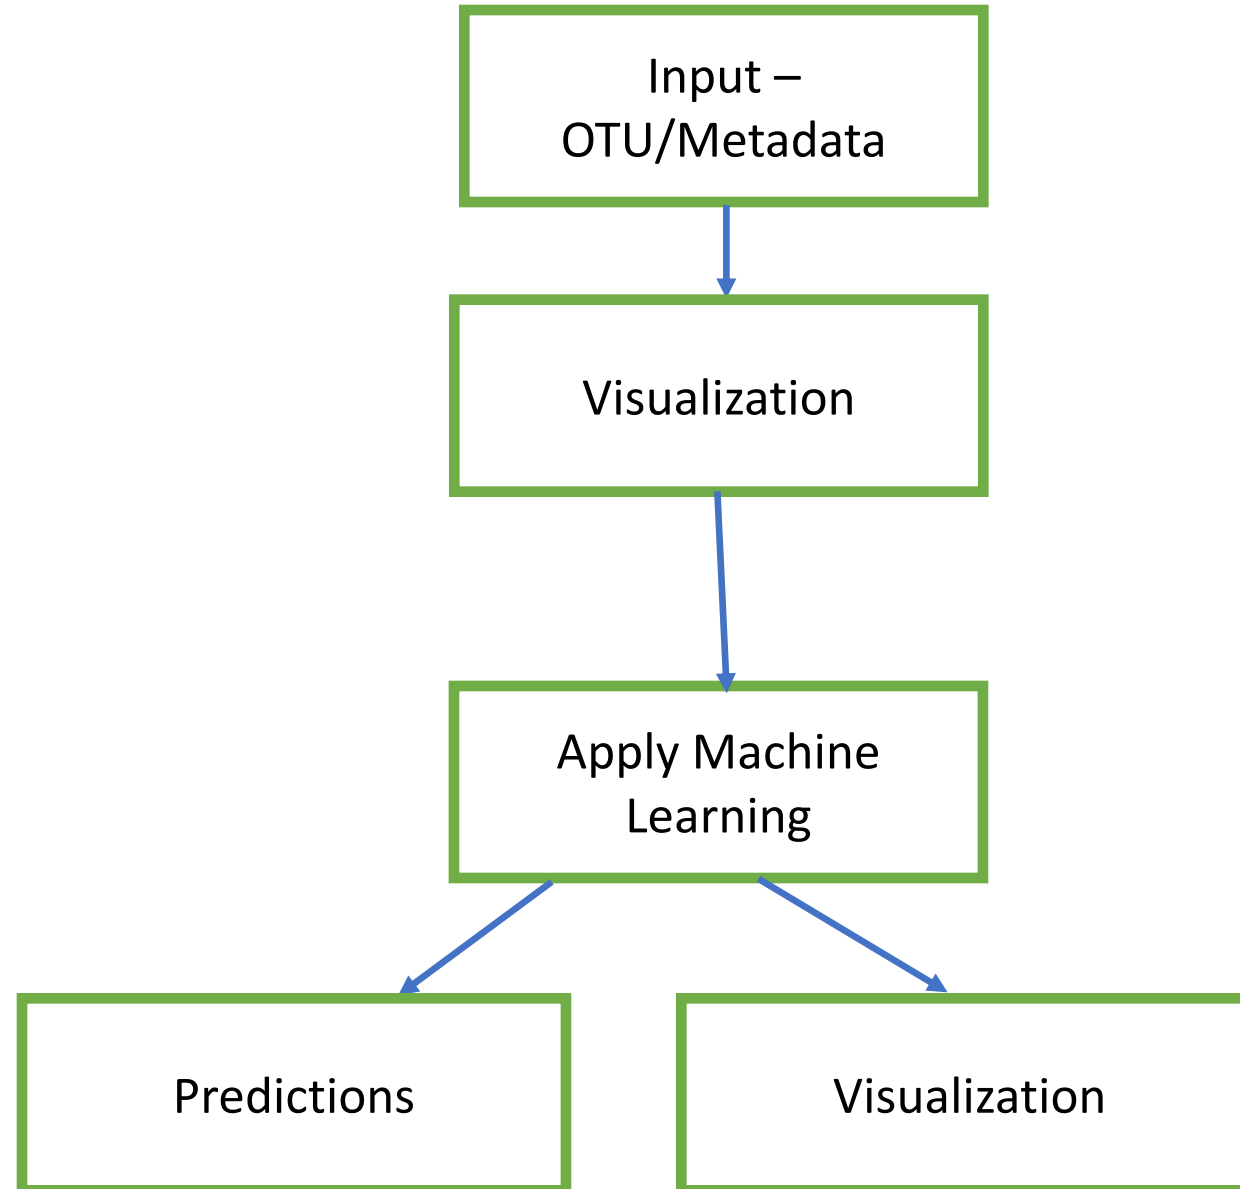 Input –
OTU/Metadata
Visualization
Apply Machine
Learning
Predictions
Visualization